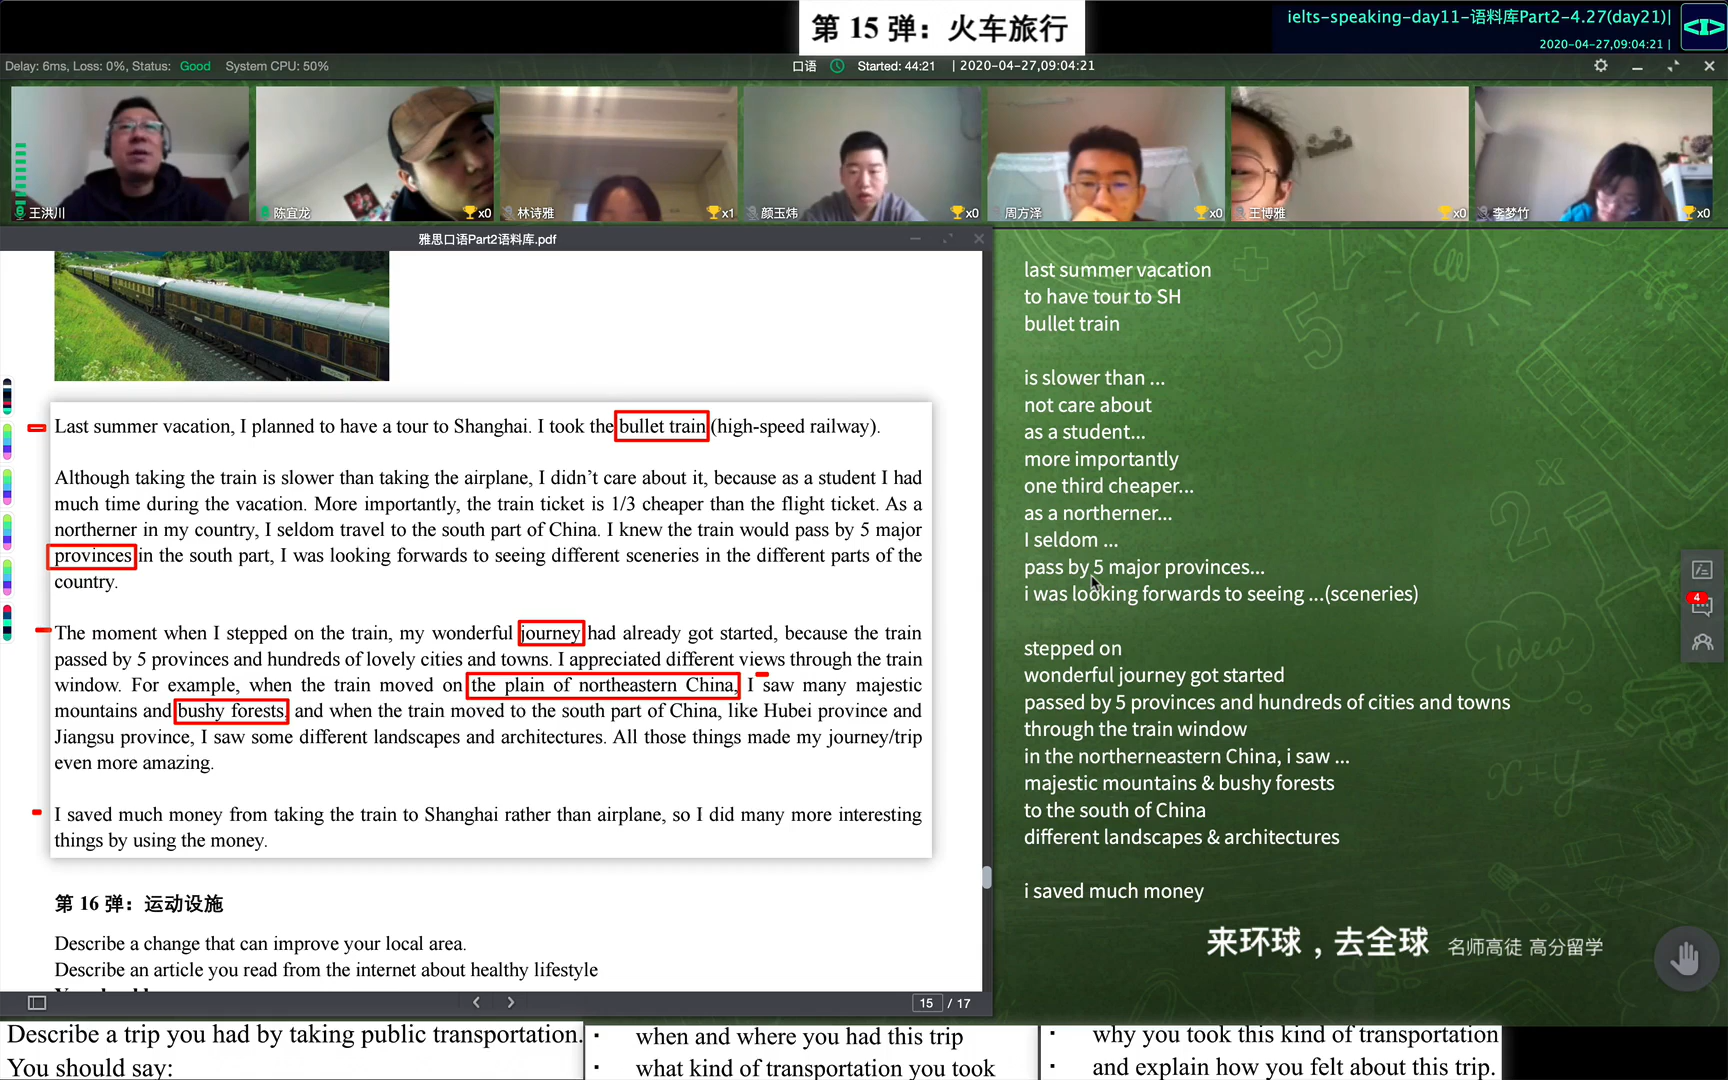 第 15 弹：火车旅行
ielts-speaking-day11-语料库Part2-4.27(day21)|
2020-04-27,09:04:21 |
Delay: 6ms, Loss: 0%, Status: Good System CPU: 50%
口语 Started: 44:21 | 2020-04-27,09:04:21
王洪川
陈宜龙 x0
林诗雅 x1
颜玉炜 x0
周方泽 x0
王博雅 x0
李梦竹 x0
雅思口语Part2语料库.pdf
Last summer vacation, I planned to have a tour to Shanghai. I took the bullet train (high-speed railway).
Although taking the train is slower than taking the airplane, I didn't care about it, because as a student I had
much time during the vacation. More importantly, the train ticket is 1/3 cheaper than the flight ticket. As a
northerner in my country, I seldom travel to the south part of China. I knew the train would pass by 5 major
provinces in the south part, I was looking forwards to seeing different sceneries in the different parts of the
country.
The moment when I stepped on the train, my wonderful journey had already got started, because the train
passed by 5 provinces and hundreds of lovely cities and towns. I appreciated different views through the train
window. For example, when the train moved on the plain of northeastern China, I saw many majestic
mountains and bushy forests, and when the train moved to the south part of China, like Hubei province and
Jiangsu province, I saw some different landscapes and architectures. All those things made my journey/trip
even more amazing.
I saved much money from taking the train to Shanghai rather than airplane, so I did many more interesting
things by using the money.
第 16 弹：运动设施
Describe a change that can improve your local area.
Describe an article you read from the internet about healthy lifestyle
15 / 17
last summer vacation
to have tour to SH
bullet train
is slower than ...
not care about
as a student...
more importantly
one third cheaper...
as a northerner...
I seldom ...
pass by 5 major provinces...
i was looking forwards to seeing ...(sceneries)
stepped on
wonderful journey got started
passed by 5 provinces and hundreds of cities and towns
through the train window
in the northerneastern China, i saw ...
majestic mountains & bushy forests
to the south of China
different landscapes & architectures
i saved much money
来环球，去全球 名师高徒 高分留学
4
Idea
x+y
Describe a trip you had by taking public transportation.
You should say:
· when and where you had this trip
· what kind of transportation you took
· why you took this kind of transportation
· and explain how you felt about this trip.